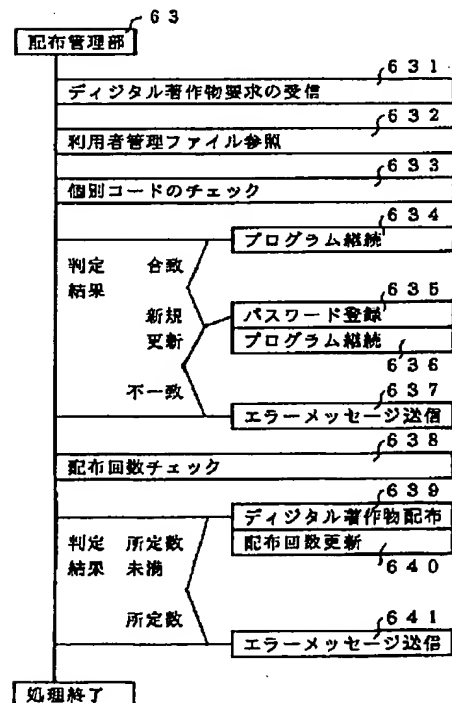 63
配布管理部
631
ディジタル著作物要求の受信
632
利用者管理ファイル参照
633
個別コードのチェック
634
プログラム継続
判定 合致
結果
635
新規 パスワード登録
更新 プログラム継続
636
637
不一致
エラーメッセージ送信
638
配布回数チェック
639
ディジタル著作物配布
判定 所定数 配布回数更新
結果 未満
640
所定数
641
エラーメッセージ送信
処理終了